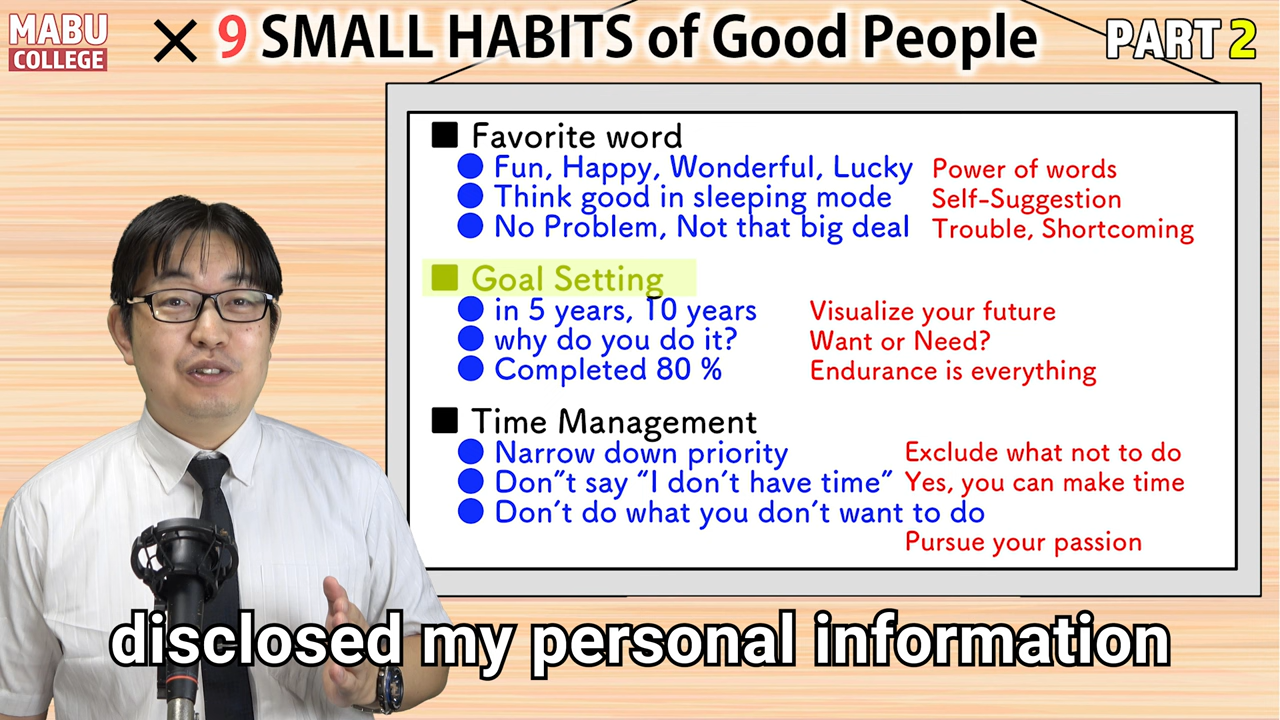 MABU
COLLEGE
× 9 SMALL HABITS of Good People
PART 2
■ Favorite word
● Fun, Happy, Wonderful, Lucky Power of words
● Think good in sleeping mode Self-Suggestion
● No Problem, Not that big deal Trouble, Shortcoming
■ Goal Setting
● in 5 years, 10 years Visualize your future
● why do you do it? Want or Need?
● Completed 80 % Endurance is everything
■ Time Management
● Narrow down priority Exclude what not to do
● Don”t say “I don’t have time” Yes, you can make time
● Don’t do what you don’t want to do
Pursue your passion
disclosed my personal information